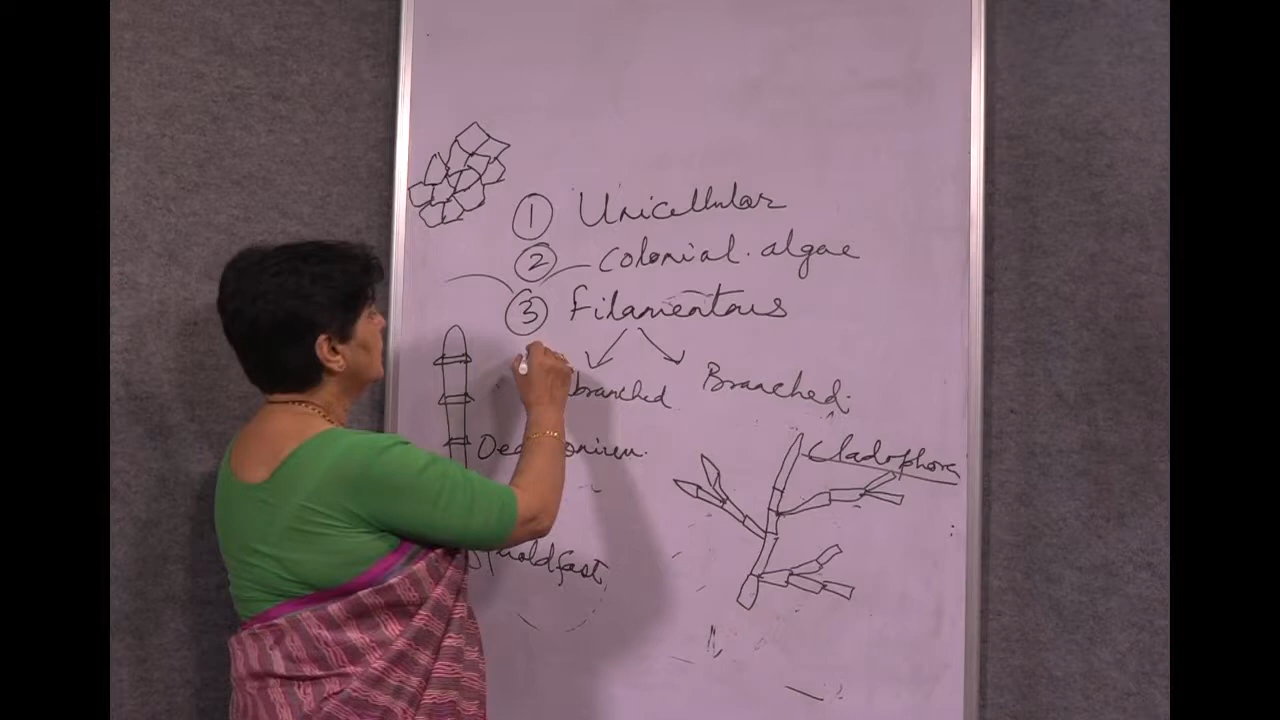 1 Unicellular
2 colonial algae
3 filamentous
branched Branched.
Cladophora
holdfast